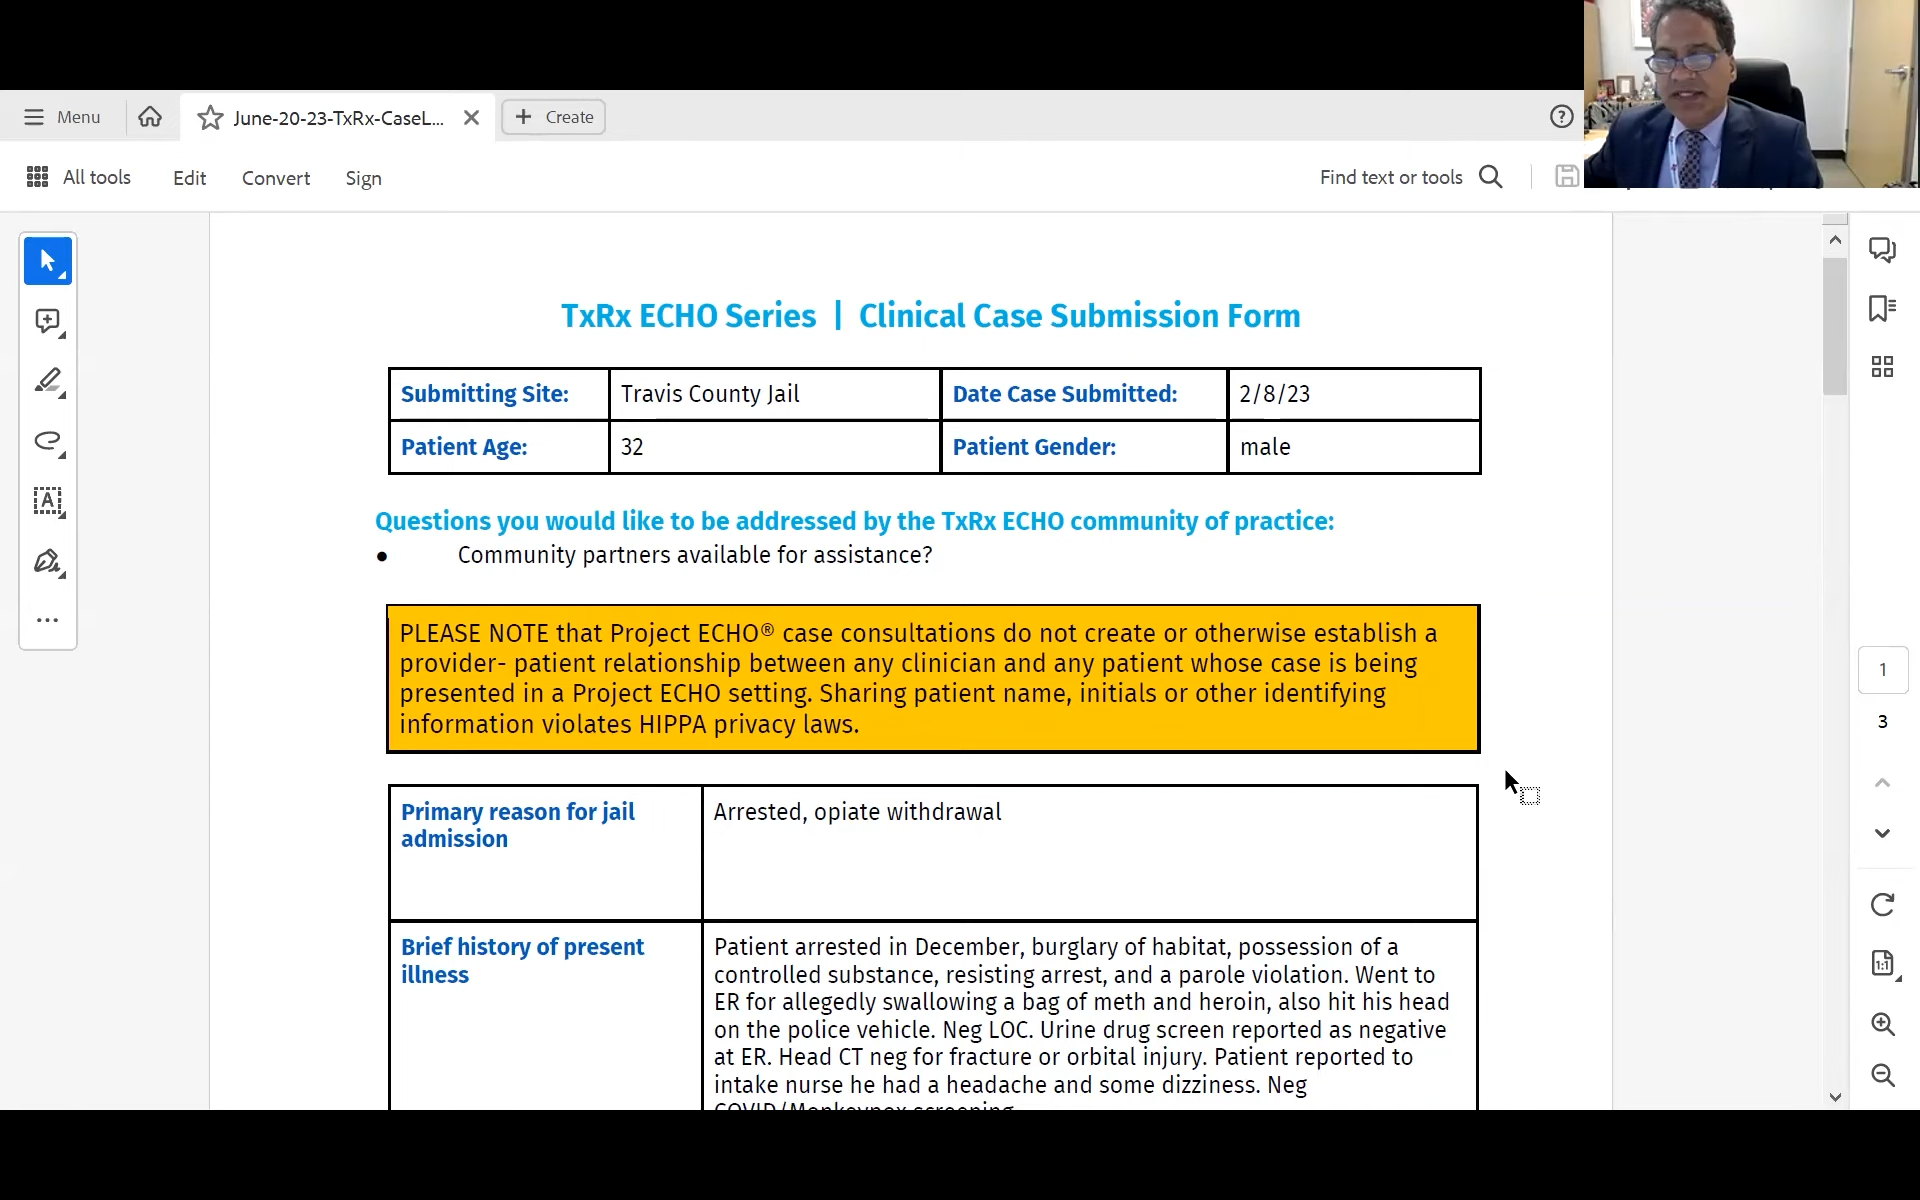 Menu
June-20-23-TxRx-CaseL...
Create
All tools
Edit
Convert
Sign
Find text or tools
TxRx ECHO Series | Clinical Case Submission Form
Submitting Site: Travis County Jail Date Case Submitted: 2/8/23
Patient Age: 32 Patient Gender: male
Questions you would like to be addressed by the TxRx ECHO community of practice:
● Community partners available for assistance?
PLEASE NOTE that Project ECHO® case consultations do not create or otherwise establish a
provider- patient relationship between any clinician and any patient whose case is being
presented in a Project ECHO setting. Sharing patient name, initials or other identifying
information violates HIPPA privacy laws.
Primary reason for jail
admission
Arrested, opiate withdrawal
Brief history of present
illness
Patient arrested in December, burglary of habitat, possession of a
controlled substance, resisting arrest, and a parole violation. Went to
ER for allegedly swallowing a bag of meth and heroin, also hit his head
on the police vehicle. Neg LOC. Urine drug screen reported as negative
at ER. Head CT neg for fracture or orbital injury. Patient reported to
intake nurse he had a headache and some dizziness. Neg
COVID/Monkeypox screening
1
3
1:1